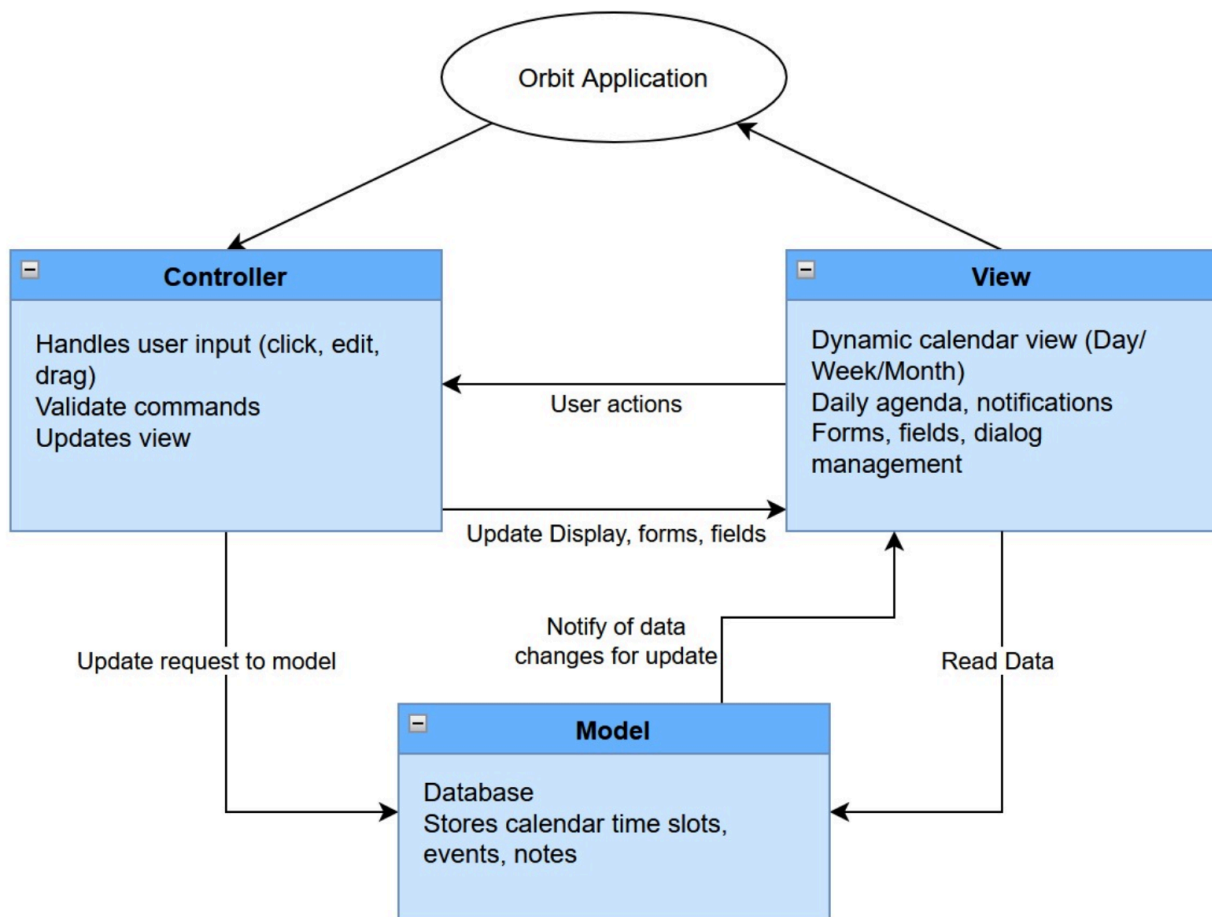 Orbit Application
Controller
Handles user input (click, edit,
drag)
Validate commands
Updates view
View
Dynamic calendar view (Day/
Week/Month)
Daily agenda, notifications
Forms, fields, dialog
management
User actions
Update Display, forms, fields
Update request to model
Notify of data
changes for update
Read Data
Model
Database
Stores calendar time slots,
events, notes